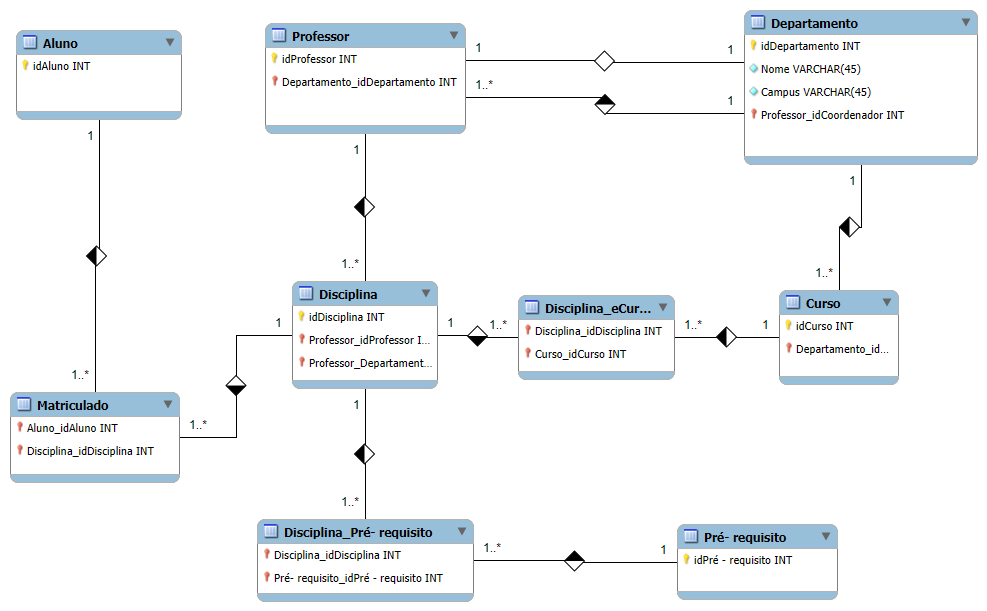 Aluno
idAluno INT
Professor
idProfessor INT
Departamento_idDepartamento INT
Departamento
idDepartamento INT
Nome VARCHAR(45)
Campus VARCHAR(45)
Professor_idCoordenador INT
1
1
1..*
1
1
1
1
1..*
1..*
Disciplina
idDisciplina INT
Professor_idProfessor I...
Professor_Departament...
Disciplina_eCur...
Disciplina_idDisciplina INT
Curso_idCurso INT
Curso
idCurso INT
Departamento_id...
1
1
1..*
1..*
1
1..*
1..*
Matriculado
Aluno_idAluno INT
Disciplina_idDisciplina INT
1
1..*
Disciplina_Pré- requisito
Disciplina_idDisciplina INT
Pré- requisito_idPré - requisito INT
1..*
1
Pré- requisito
idPré - requisito INT